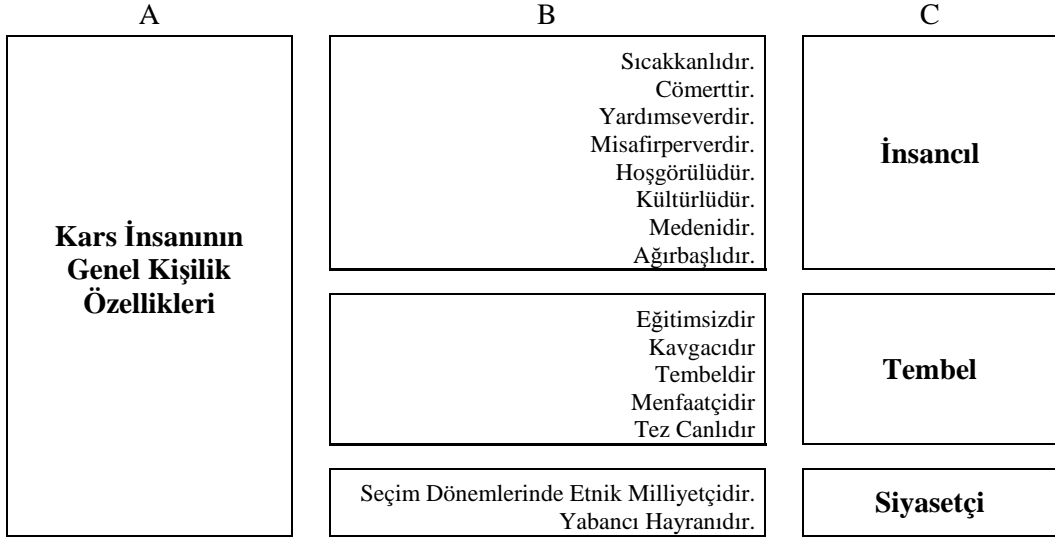 A
B
C
Kars İnsanının
Genel Kişilik
Özellikleri
Sıcakkanlıdır.
Cömerttir.
Yardımseverdir.
Misafirperverdir.
Hoşgörülüdür.
Kültürlüdür.
Medenidir.
Ağırbaşlıdır.
İnsancıl
Eğitimsizdir
Kavgacıdır
Tembeldir
Menfaatçidir
Tez Canlıdır
Tembel
Seçim Dönemlerinde Etnik Milliyetçidir.
Yabancı Hayranıdır.
Siyasetçi